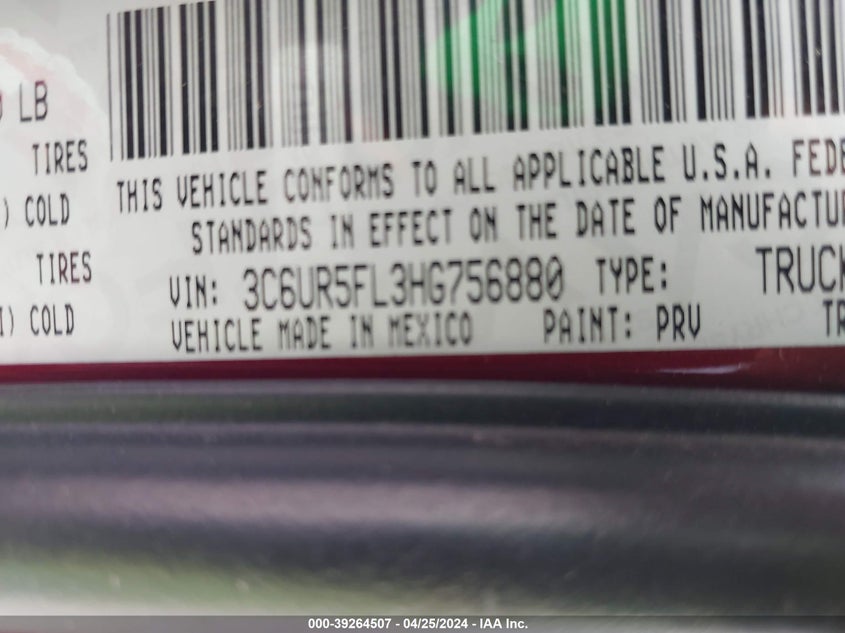 LB
TIRES
) COLD
TIRES
I) COLD
THIS VEHICLE CONFORMS TO ALL APPLICABLE U.S.A. FEDE
STANDARDS IN EFFECT ON THE DATE OF MANUFACTU
VIN: 3C6UR5FL3HG756880 TYPE: TRUCK
VEHICLE MADE IN MEXICO PAINT: PRV TR
000-39264507 - 04/25/2024 - IAA Inc.